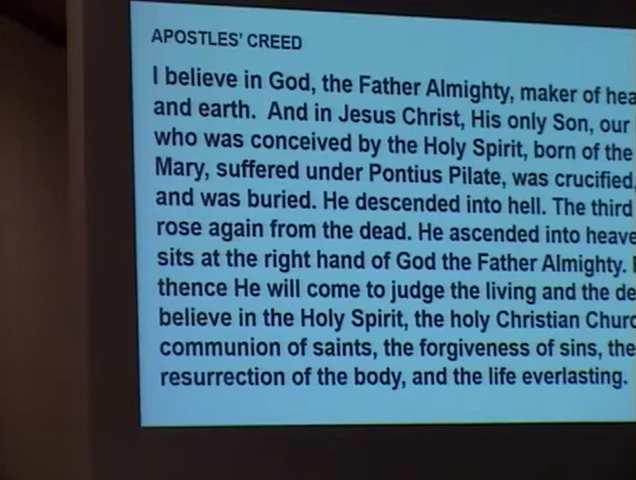 APOSTLES' CREED
I believe in God, the Father Almighty, maker of hea
and earth. And in Jesus Christ, His only Son, our
who was conceived by the Holy Spirit, born of the
Mary, suffered under Pontius Pilate, was crucified,
and was buried. He descended into hell. The third
rose again from the dead. He ascended into heave
sits at the right hand of God the Father Almighty.
thence He will come to judge the living and the de
believe in the Holy Spirit, the holy Christian Churc
communion of saints, the forgiveness of sins, the
resurrection of the body, and the life everlasting.